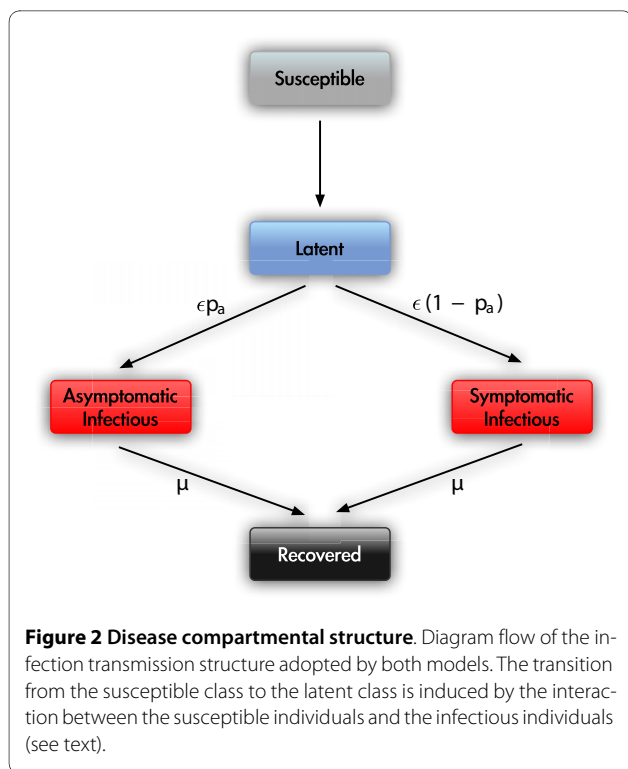 Susceptible
Latent
ϵpₐ
ϵ(1 − pₐ)
Asymptomatic
Infectious
Symptomatic
Infectious
μ
μ
Recovered
Figure 2 Disease compartmental structure. Diagram flow of the in-
fection transmission structure adopted by both models. The transition
from the susceptible class to the latent class is induced by the interac-
tion between the susceptible individuals and the infectious individuals
(see text).